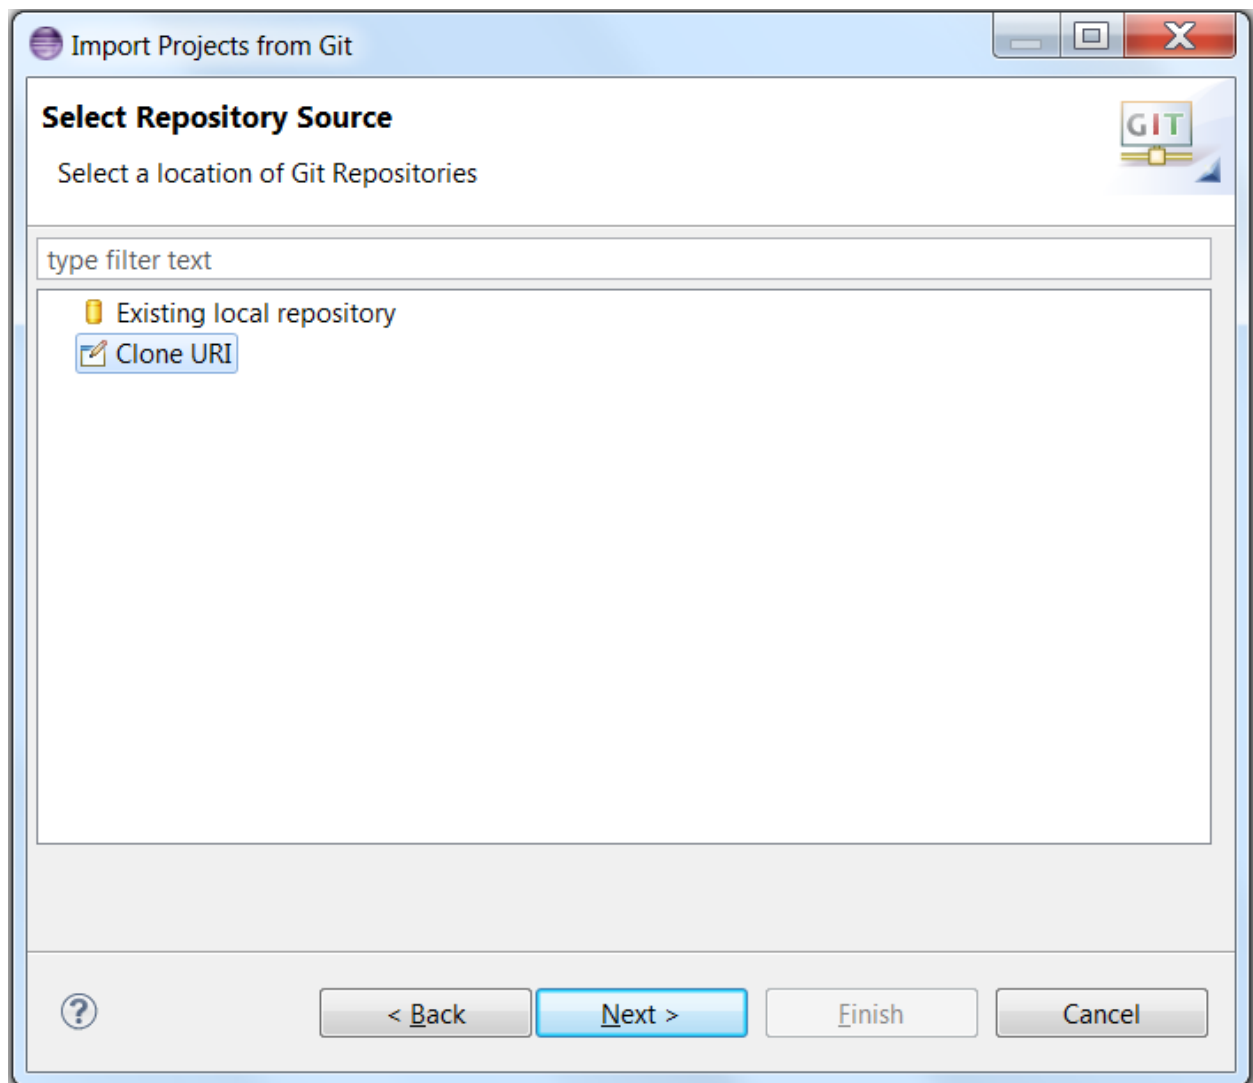 Import Projects from Git
Select Repository Source
GIT
Select a location of Git Repositories
type filter text
Existing local repository
Clone URI
?
< Back
Next >
Finish
Cancel